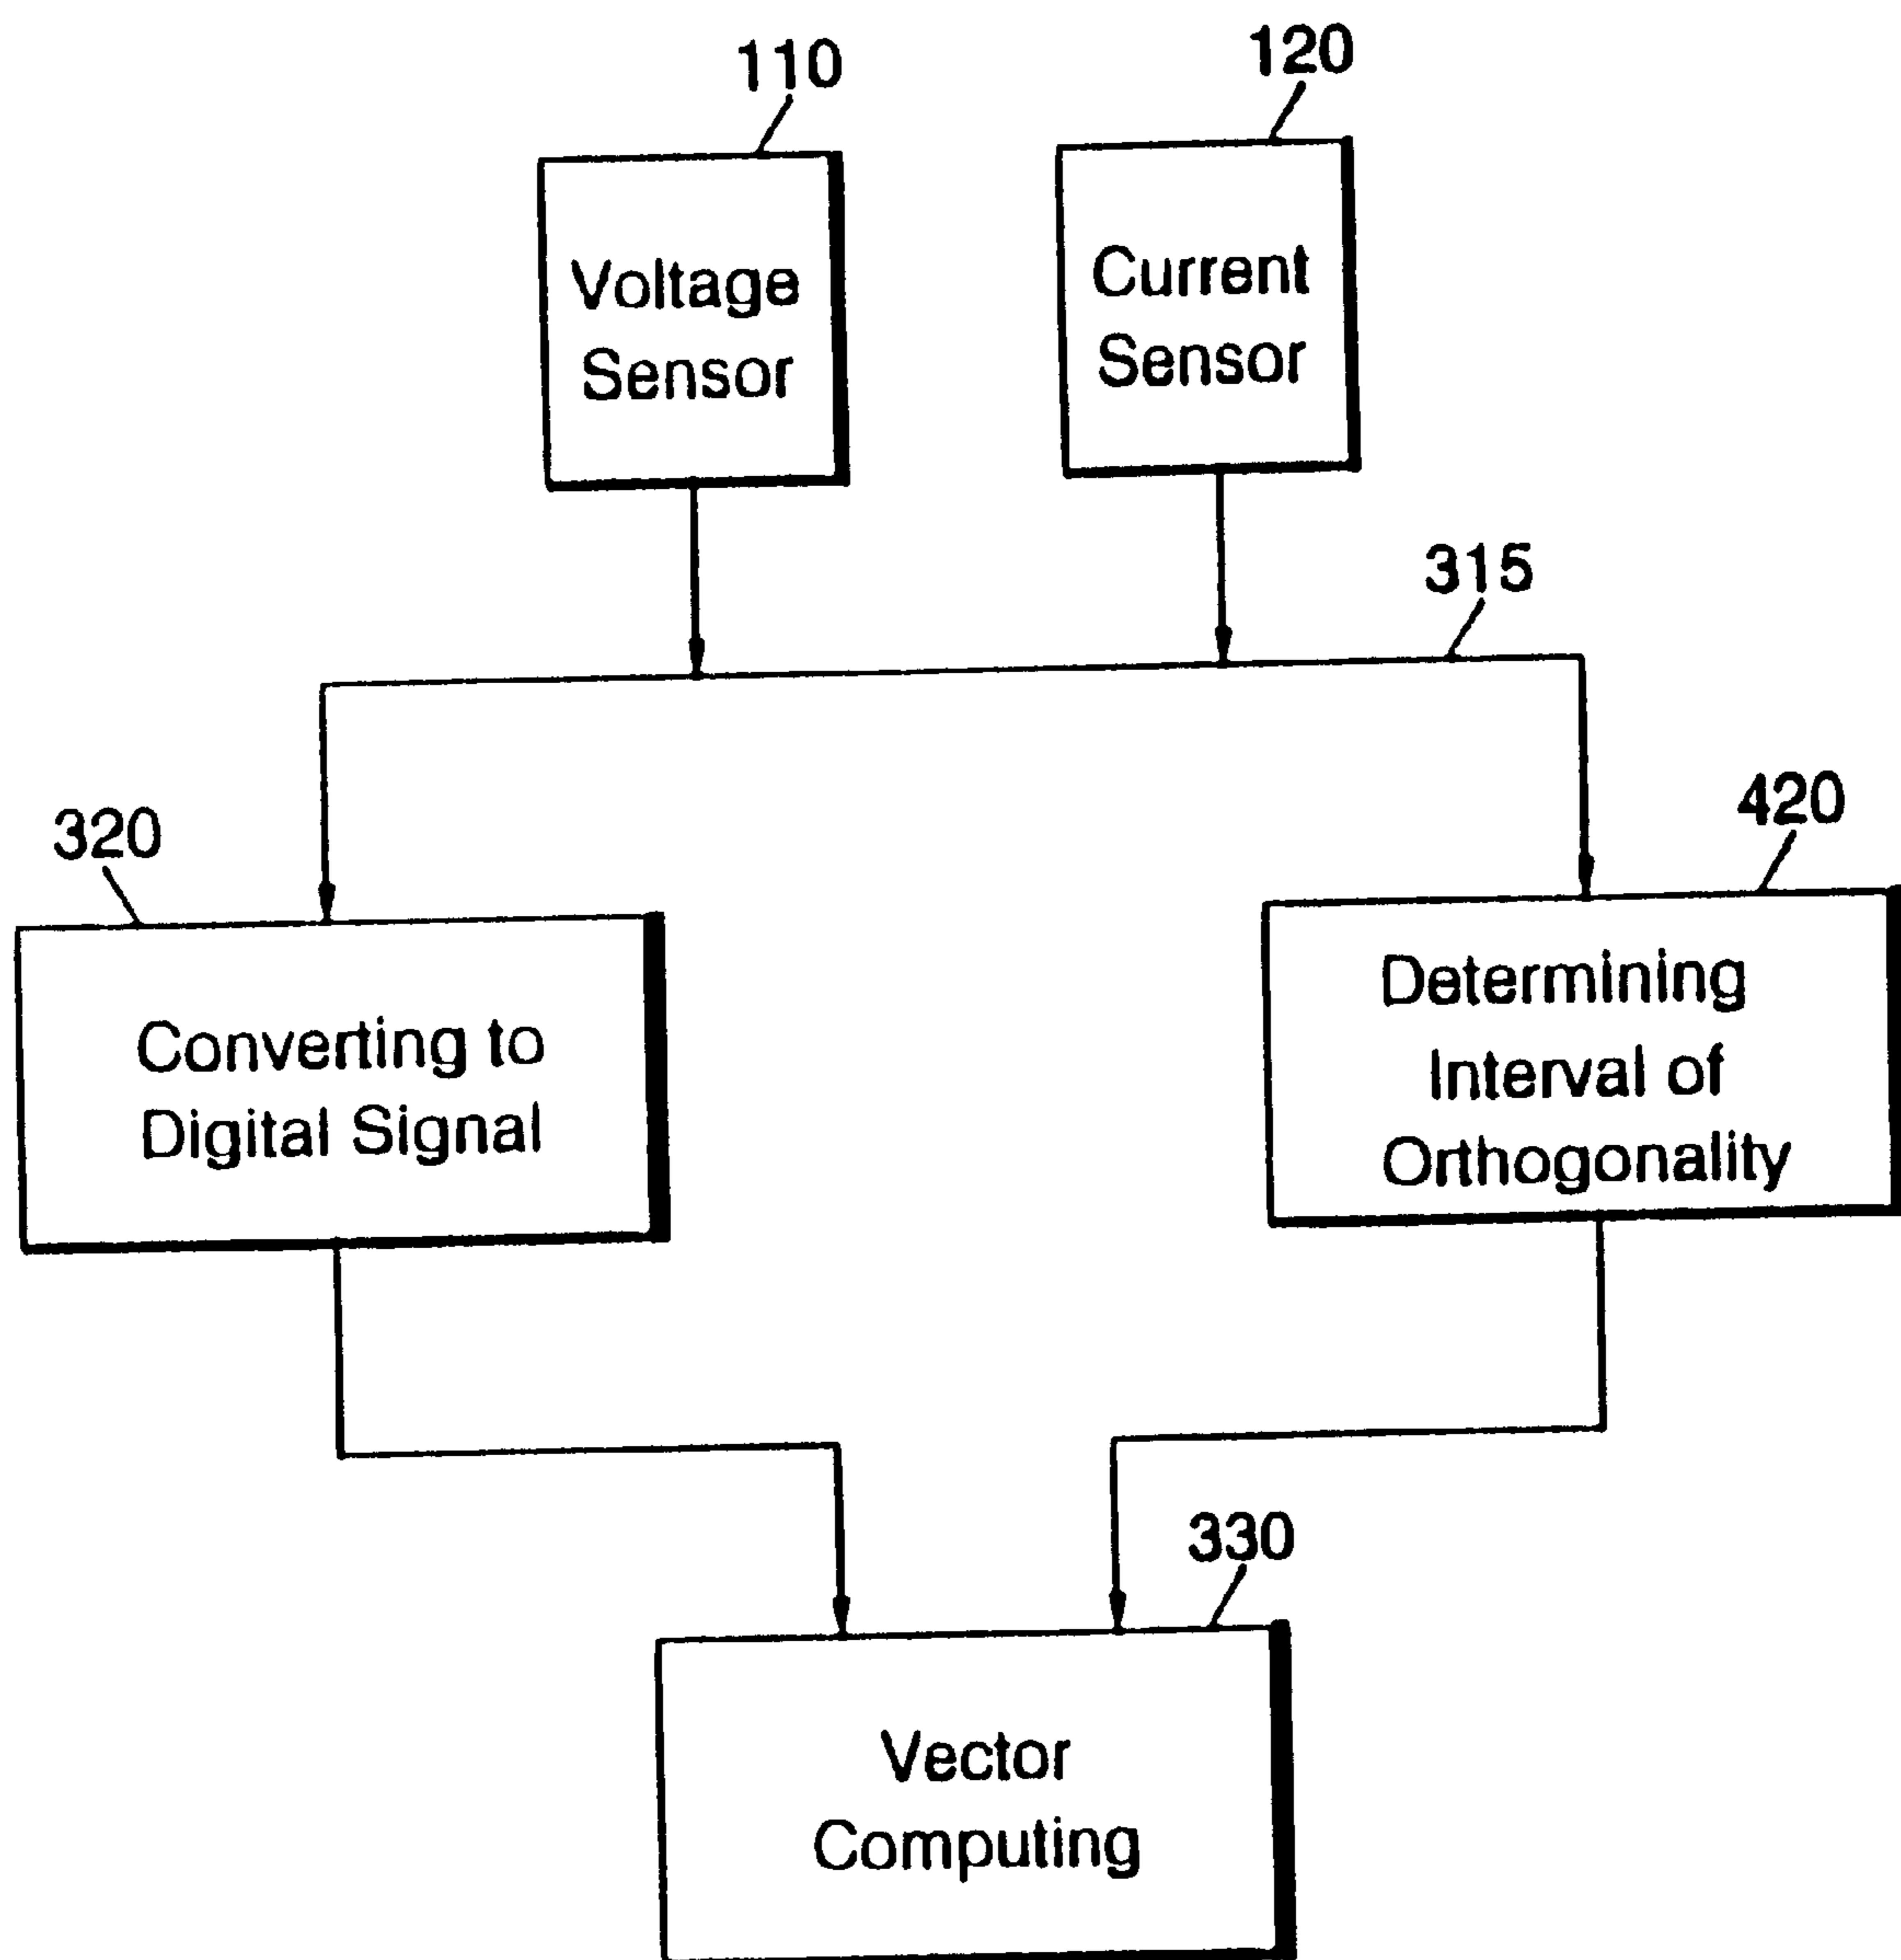 110
120
Voltage
Sensor
Current
Sensor
315
320
420
Converting to
Digital Signal
Determining
Interval of
Orthogonality
330
Vector
Computing